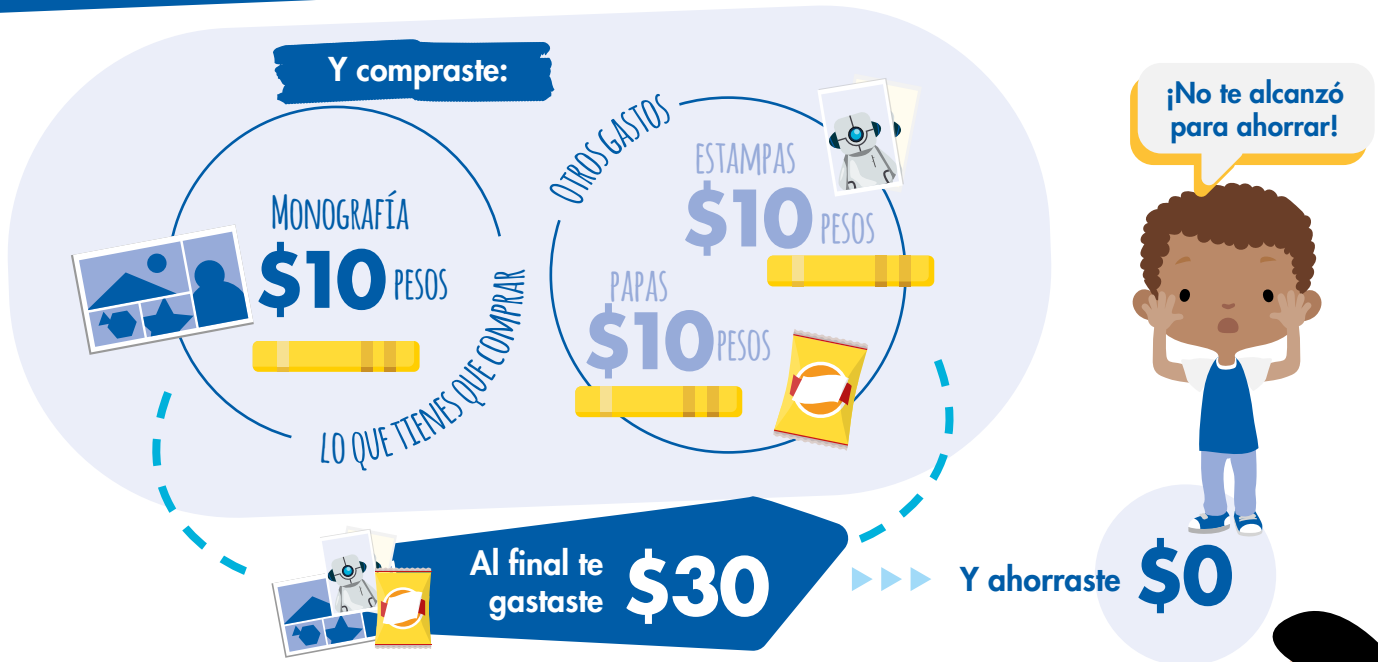 Y compraste:
MONOGRAFÍA
$10 PESOS
LO QUE TIENES QUE COMPRAR
OTROS GASTOS
ESTAMPAS
$10 PESOS
PAPAS
$10 PESOS
¡No te alcanzó
para ahorrar!
Al final te
gastaste $30
Y ahorraste $0